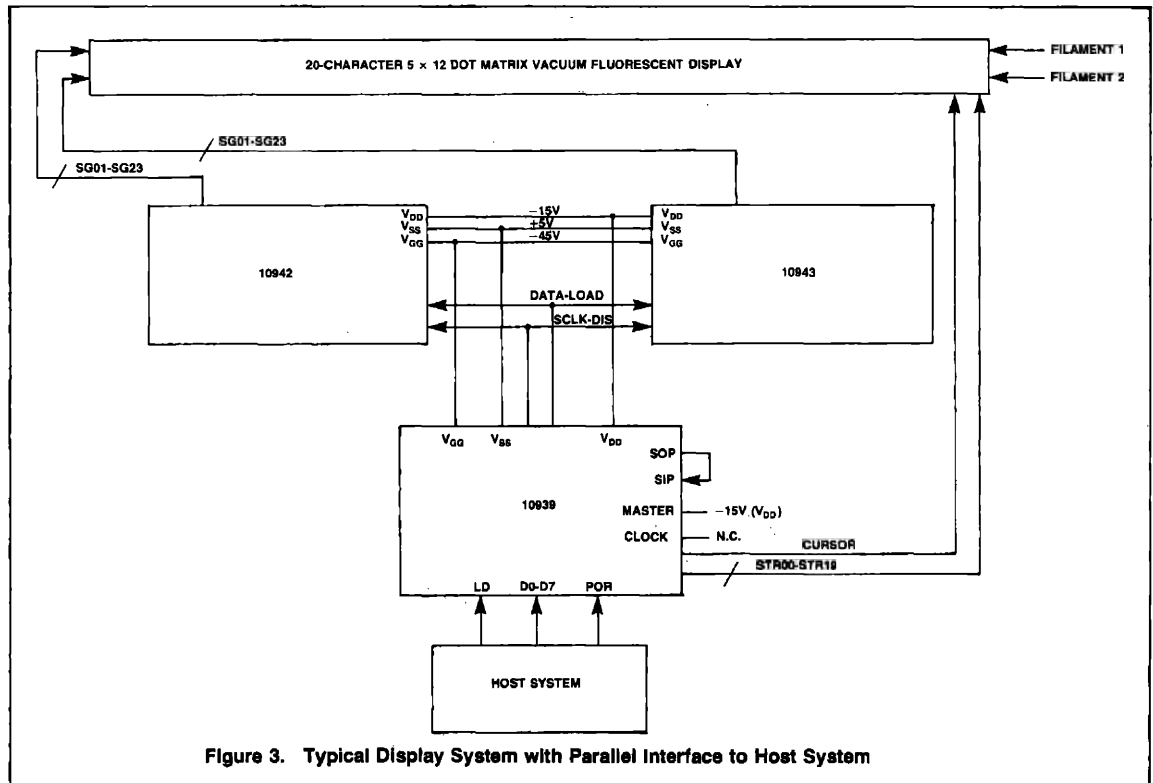 20-CHARACTER 5 × 12 DOT MATRIX VACUUM FLUORESCENT DISPLAY
FILAMENT 1
FILAMENT 2
SG01-SG23
SG01-SG23
VDD
VSS
VGG
−15V
+5V
−45V
VDD
VSS
VGG
10942
10943
DATA-LOAD
SCLK-DIS
VGG
VSS
VDD
SOP
SIP
10939
MASTER
−15V (VDD)
CLOCK
N.C.
CURSOR
STR00-STR19
LD
D0-D7
POR
HOST SYSTEM
Figure 3. Typical Display System with Parallel Interface to Host System